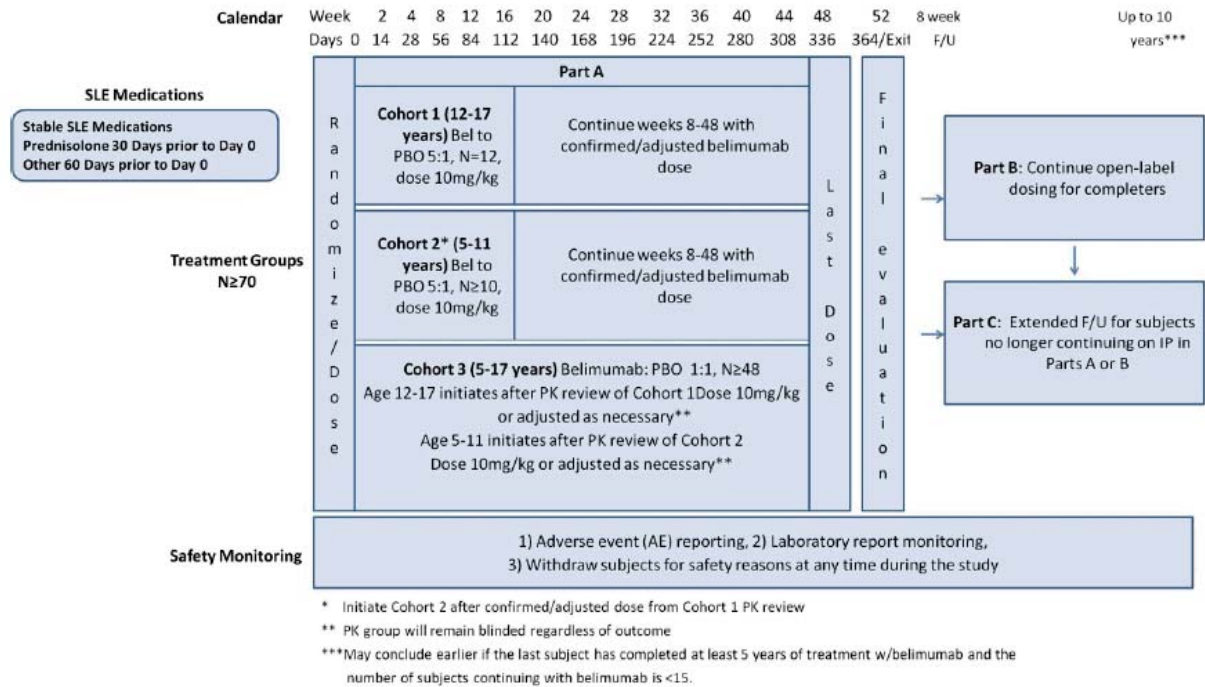 Calendar
Week 2 4 8 12 16 20 24 28 32 36 40 44 48 52 8 week Up to 10
Days 0 14 28 56 84 112 140 168 196 224 252 280 308 336 364/Exit F/U years***
SLE Medications
Stable SLE Medications
Prednisolone 30 Days prior to Day 0
Other 60 Days prior to Day 0
Treatment Groups
N≥70
Randomize/Dose
Part A
Cohort 1 (12-17
years) Bel to
PBO 5:1, N=12,
dose 10mg/kg
Continue weeks 8-48 with
confirmed/adjusted belimumab
dose
Cohort 2* (5-11
years) Bel to
PBO 5:1, N≥10,
dose 10mg/kg
Continue weeks 8-48 with
confirmed/adjusted belimumab
dose
Cohort 3 (5-17 years) Belimumab: PBO 1:1, N≥48
Age 12-17 initiates after PK review of Cohort 1Dose 10mg/kg
or adjusted as necessary**
Age 5-11 initiates after PK review of Cohort 2
Dose 10mg/kg or adjusted as necessary**
Last Dose
Final evaluation
Part B: Continue open-label
dosing for completers
Part C: Extended F/U for subjects
no longer continuing on IP in
Parts A or B
Safety Monitoring
1) Adverse event (AE) reporting, 2) Laboratory report monitoring,
3) Withdraw subjects for safety reasons at any time during the study
* Initiate Cohort 2 after confirmed/adjusted dose from Cohort 1 PK review
** PK group will remain blinded regardless of outcome
***May conclude earlier if the last subject has completed at least 5 years of treatment w/belimumab and the
number of subjects continuing with belimumab is <15.